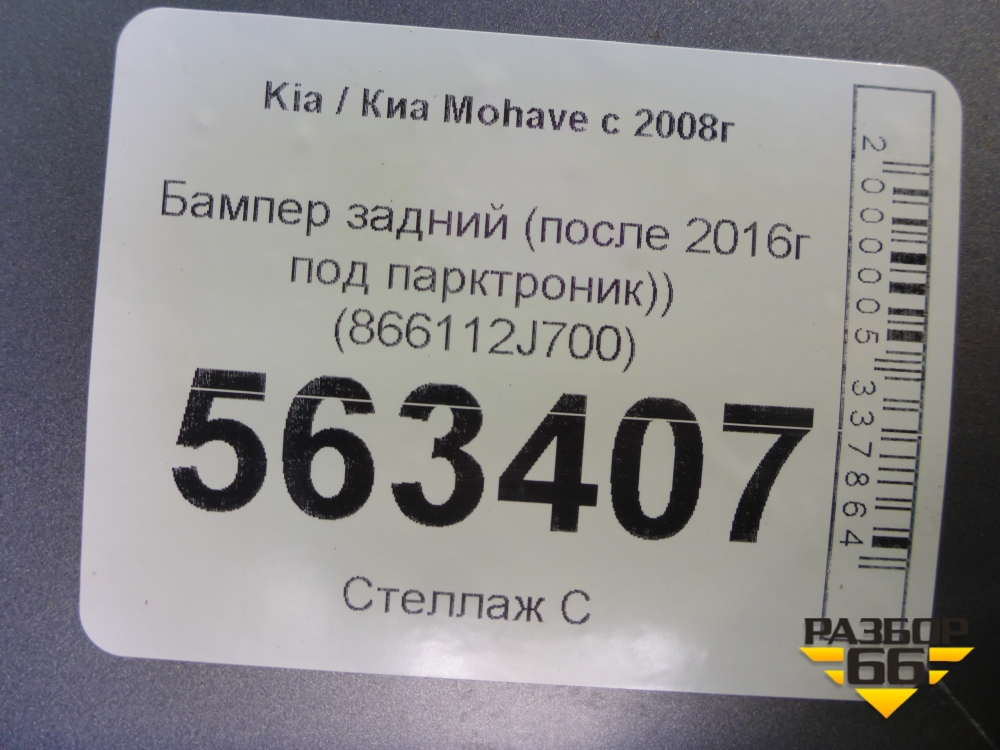 Kia / Киа Mohave с 2008г
Бампер задний (после 2016г
под парктроник))
(866112J700)
563407
Стеллаж С
2000005337864
РАЗБОР
66